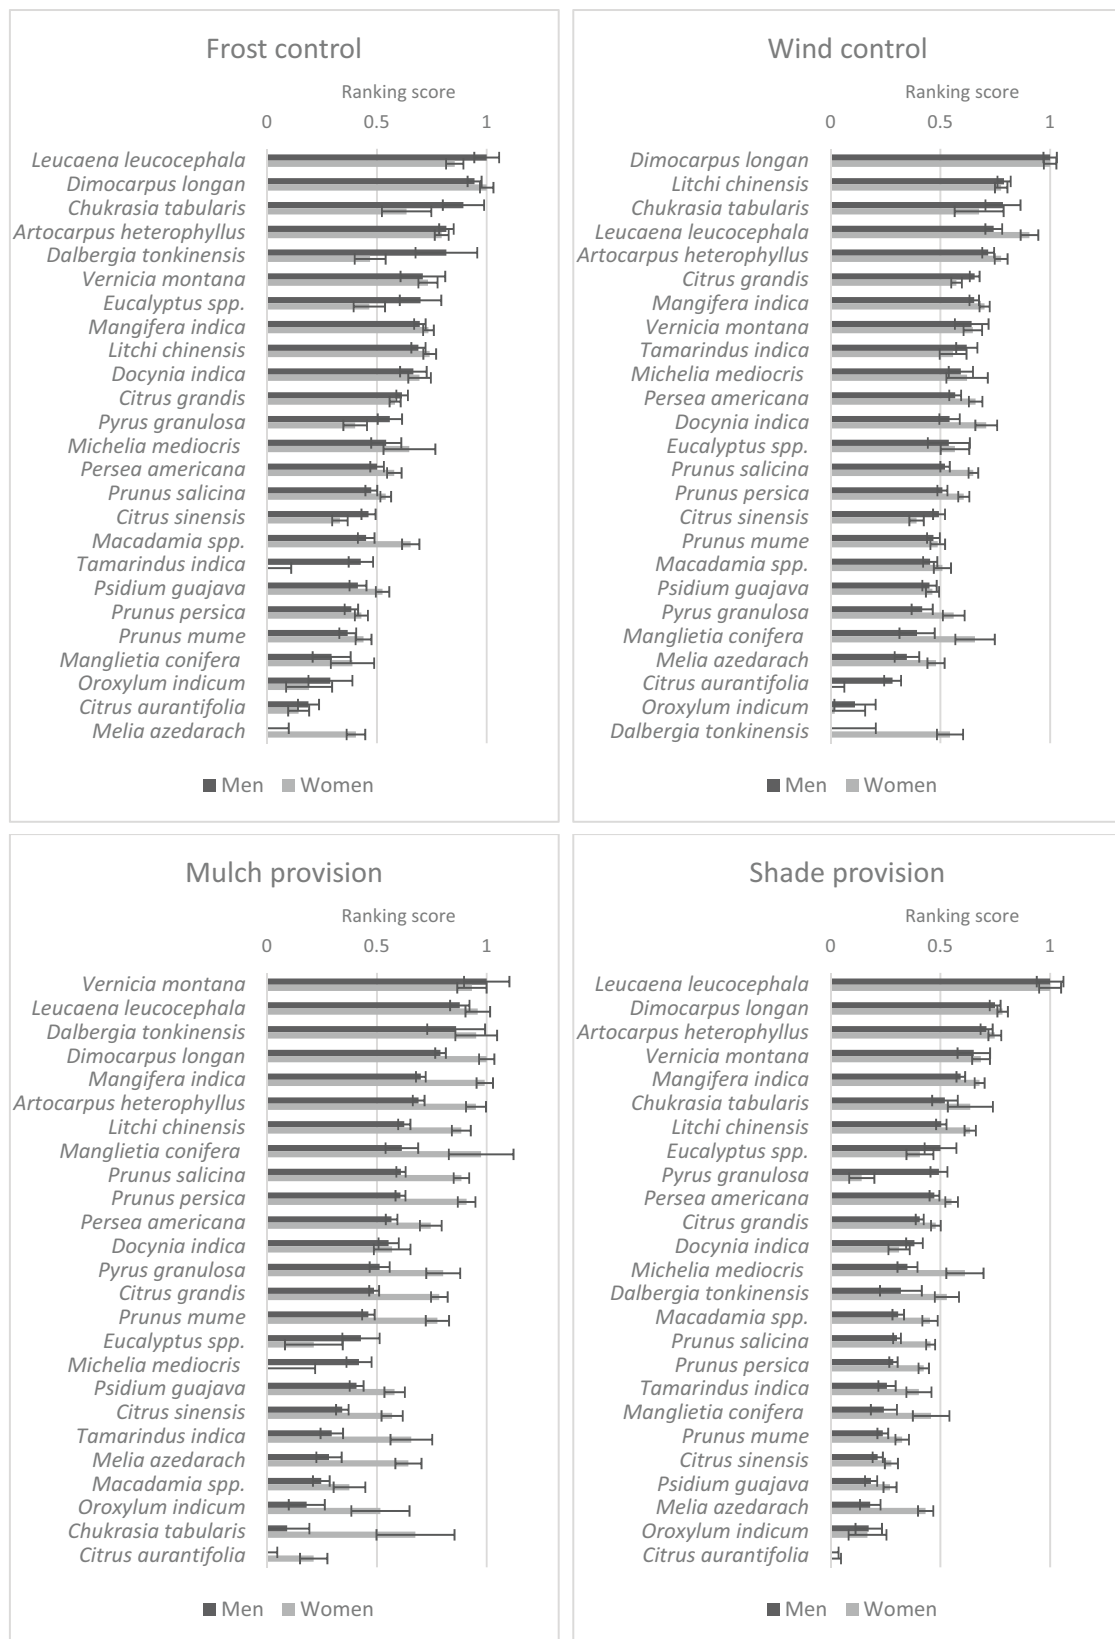 Frost control
Ranking score
0 0.5 1
Leucaena leucocephala
Dimocarpus longan
Chukrasia tabularis
Artocarpus heterophyllus
Dalbergia tonkinensis
Vernicia montana
Eucalyptus spp.
Mangifera indica
Litchi chinensis
Docynia indica
Citrus grandis
Pyrus granulosa
Michelia mediocris
Persea americana
Prunus salicina
Citrus sinensis
Macadamia spp.
Tamarindus indica
Psidium guajava
Prunus persica
Prunus mume
Manglietia conifera
Oroxylum indicum
Citrus aurantifolia
Melia azedarach
Men Women
Wind control
Ranking score
0 0.5 1
Dimocarpus longan
Litchi chinensis
Chukrasia tabularis
Leucaena leucocephala
Artocarpus heterophyllus
Citrus grandis
Mangifera indica
Vernicia montana
Tamarindus indica
Michelia mediocris
Persea americana
Docynia indica
Eucalyptus spp.
Prunus salicina
Prunus persica
Citrus sinensis
Prunus mume
Macadamia spp.
Psidium guajava
Pyrus granulosa
Manglietia conifera
Melia azedarach
Citrus aurantifolia
Oroxylum indicum
Dalbergia tonkinensis
Men Women
Mulch provision
Ranking score
0 0.5 1
Vernicia montana
Leucaena leucocephala
Dalbergia tonkinensis
Dimocarpus longan
Mangifera indica
Artocarpus heterophyllus
Litchi chinensis
Manglietia conifera
Prunus salicina
Prunus persica
Persea americana
Docynia indica
Pyrus granulosa
Citrus grandis
Prunus mume
Eucalyptus spp.
Michelia mediocris
Psidium guajava
Citrus sinensis
Tamarindus indica
Melia azedarach
Macadamia spp.
Oroxylum indicum
Chukrasia tabularis
Citrus aurantifolia
Men Women
Shade provision
Ranking score
0 0.5 1
Leucaena leucocephala
Dimocarpus longan
Artocarpus heterophyllus
Vernicia montana
Mangifera indica
Chukrasia tabularis
Litchi chinensis
Eucalyptus spp.
Pyrus granulosa
Persea americana
Citrus grandis
Docynia indica
Michelia mediocris
Dalbergia tonkinensis
Macadamia spp.
Prunus salicina
Prunus persica
Tamarindus indica
Manglietia conifera
Prunus mume
Citrus sinensis
Psidium guajava
Melia azedarach
Oroxylum indicum
Citrus aurantifolia
Men Women